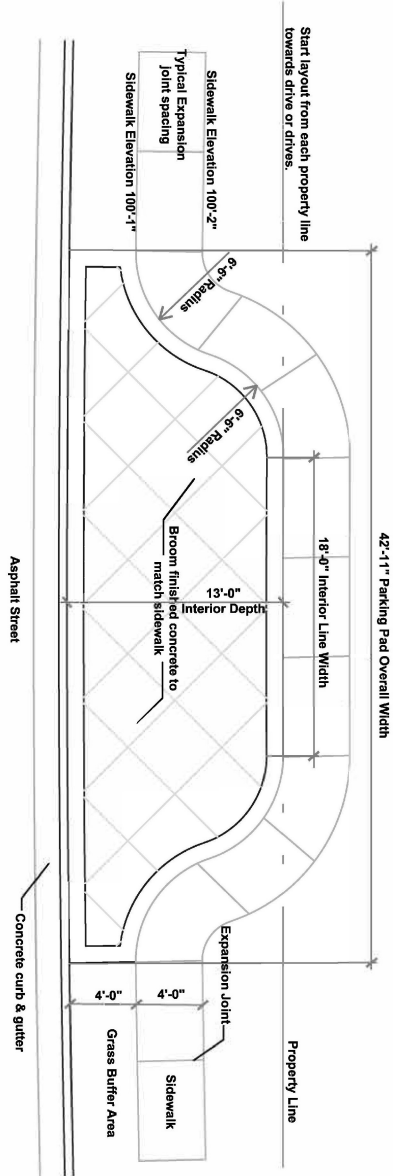 Start layout from each property line
towards drive or drives.
Sidewalk Elevation 100'-2"
Typical Expansion
joint spacing
Sidewalk Elevation 100'-1"
6'-6" Radius
6'-6" Radius
42'-11" Parking Pad Overall Width
18'-0" Interior Line Width
13'-0"
Interior Depth
Broom finished concrete to
match sidewalk
Asphalt Street
Expansion Joint
Property Line
4'-0"
4'-0"
Sidewalk
Grass Buffer Area
Concrete curb & gutter